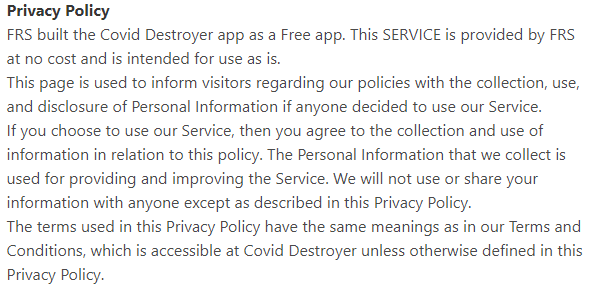 Privacy Policy
FRS built the Covid Destroyer app as a Free app. This SERVICE is provided by FRS
at no cost and is intended for use as is.
This page is used to inform visitors regarding our policies with the collection, use,
and disclosure of Personal Information if anyone decided to use our Service.
If you choose to use our Service, then you agree to the collection and use of
information in relation to this policy. The Personal Information that we collect is
used for providing and improving the Service. We will not use or share your
information with anyone except as described in this Privacy Policy.
The terms used in this Privacy Policy have the same meanings as in our Terms and
Conditions, which is accessible at Covid Destroyer unless otherwise defined in this
Privacy Policy.